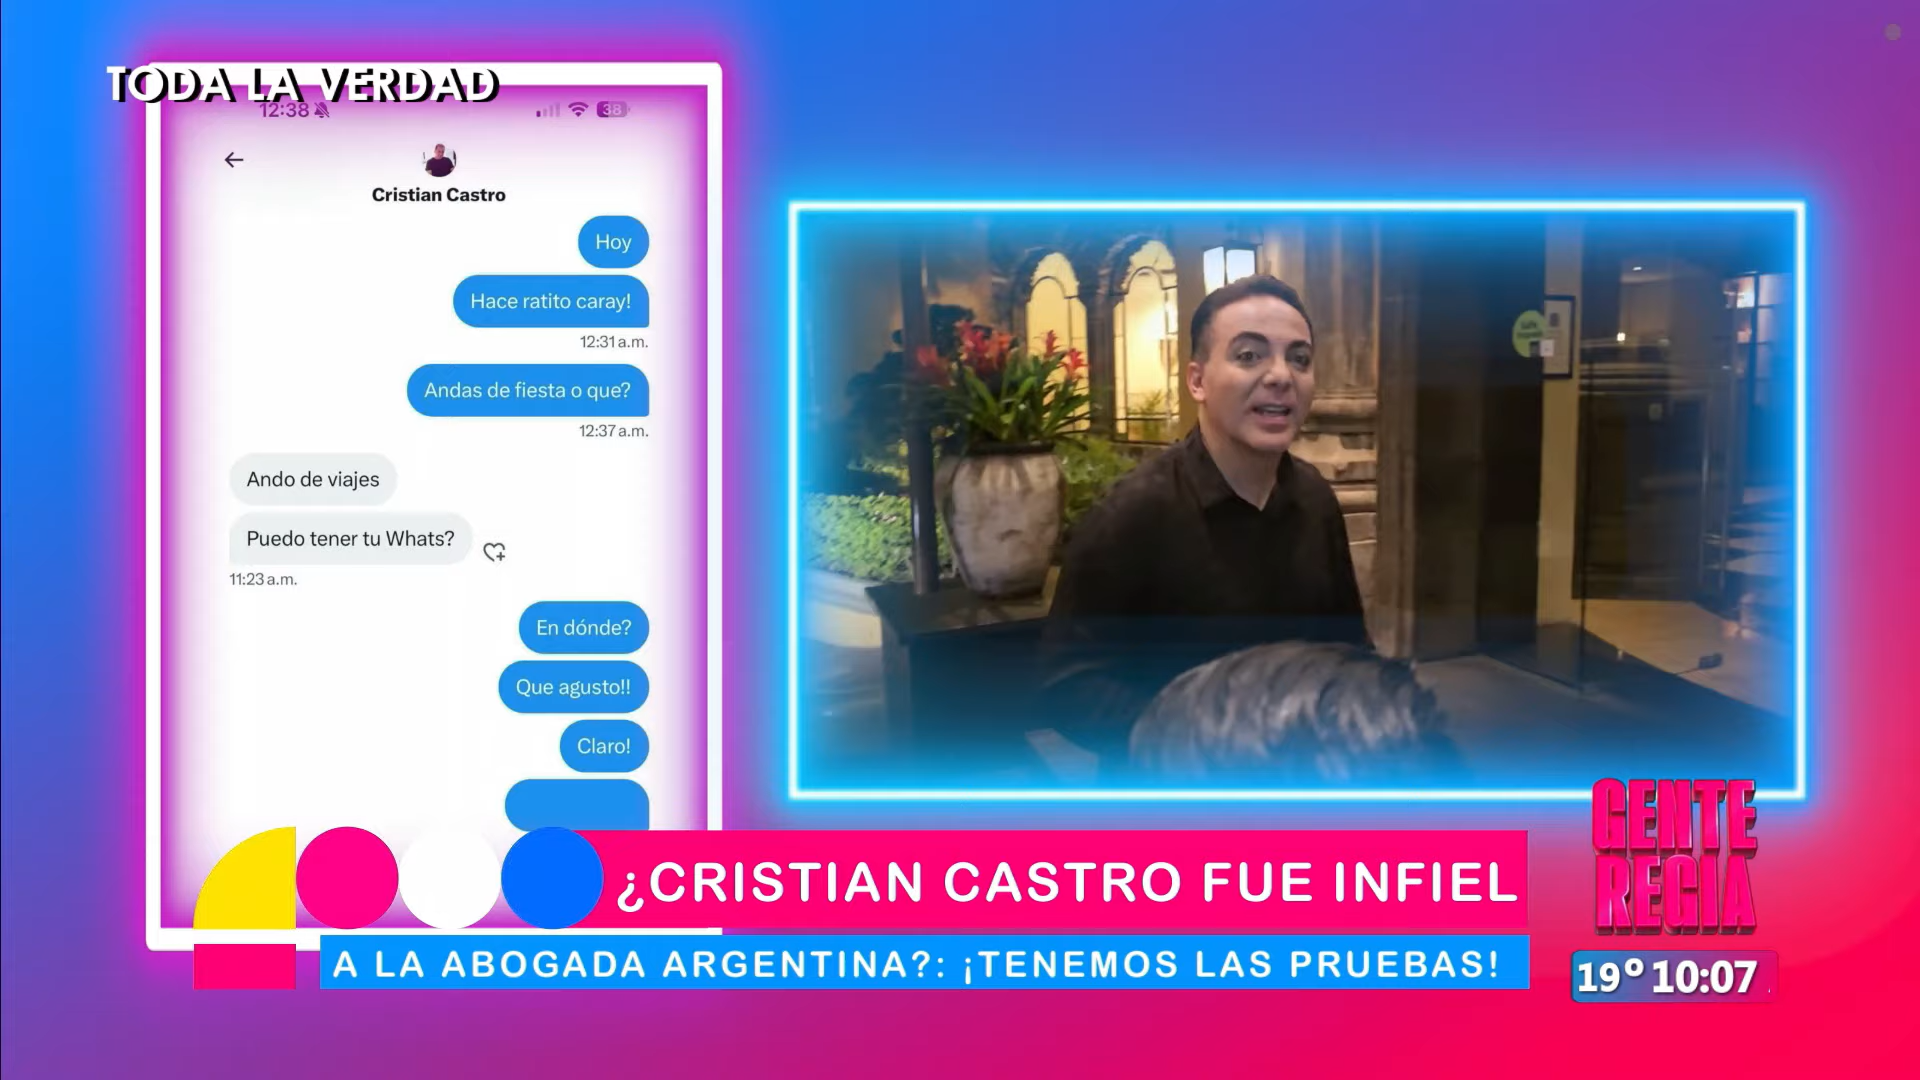 TODA LA VERDAD
12:38
38
Cristian Castro
Hoy
Hace ratito caray!
12:31 a.m.
Andas de fiesta o que?
12:37 a.m.
Ando de viajes
Puedo tener tu Whats?
11:23 a.m.
En dónde?
Que agusto!!
Claro!
¿CRISTIAN CASTRO FUE INFIEL
A LA ABOGADA ARGENTINA?: ¡TENEMOS LAS PRUEBAS!
GENTE
REGIA
19° 10:07